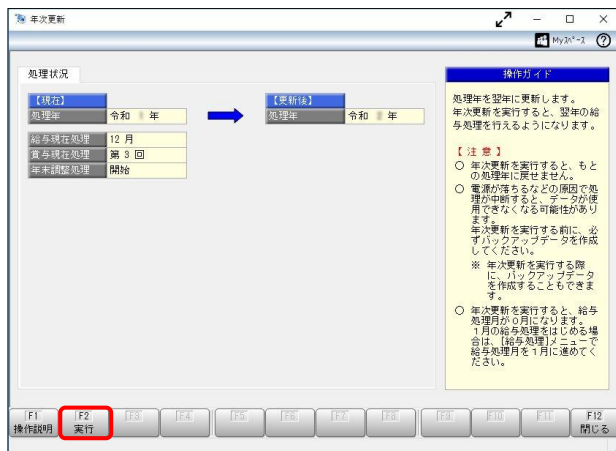 年次更新
Myスペース
処理状況
【現在】
処理年 令和 年
【更新後】
処理年 令和 年
給与現在処理 12 月
賞与現在処理 第 3 回
年末調整処理 開始
操作ガイド
処理年を翌年に更新します。
年次更新を実行すると、翌年の給
与処理を行えるようになります。
【 注 意 】
○ 年次更新を実行すると、もと
の処理年に戻せません。
○ 電源が落ちるなどの原因で処
理が中断すると、データが使
用できなくなる可能性があり
ます。
年次更新を実行する前に、必
ずバックアップデータを作成
してください。
※ 年次更新を実行する際
に、バックアップデータ
を作成することもできま
す。
○ 年次更新を実行すると、給与
処理月が0月になります。
1月の給与処理をはじめる場
合は、[給与処理]メニューで
給与処理月を1月に進めてく
ださい。
F1 F2 F3 F4 F5 F6 F7 F8 F9 F10 F11 F12
操作説明 実行 閉じる